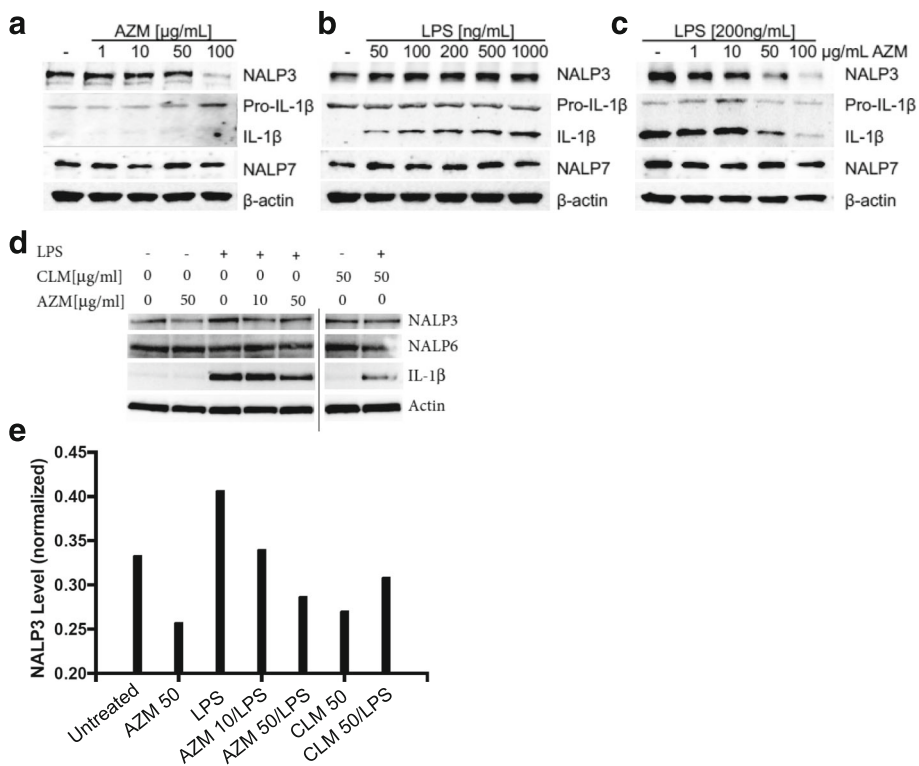 a
AZM [µg/mL]
- 1 10 50 100
NALP3
Pro-IL-1β
IL-1β
NALP7
β-actin
b
LPS [ng/mL]
- 50 100 200 500 1000
NALP3
Pro-IL-1β
IL-1β
NALP7
β-actin
c
LPS [200ng/mL]
- 1 10 50 100 µg/mL AZM
NALP3
Pro-IL-1β
IL-1β
NALP7
β-actin
d
LPS - - + + + - +
CLM[µg/ml] 0 0 0 0 0 50 50
AZM[µg/ml] 0 50 0 10 50 0 0
NALP3
NALP6
IL-1β
Actin
e
NALP3 Level (normalized)
0.45
0.40
0.35
0.30
0.25
0.20
Untreated
AZM 50
LPS
AZM 10/LPS
AZM 50/LPS
CLM 50
CLM 50/LPS